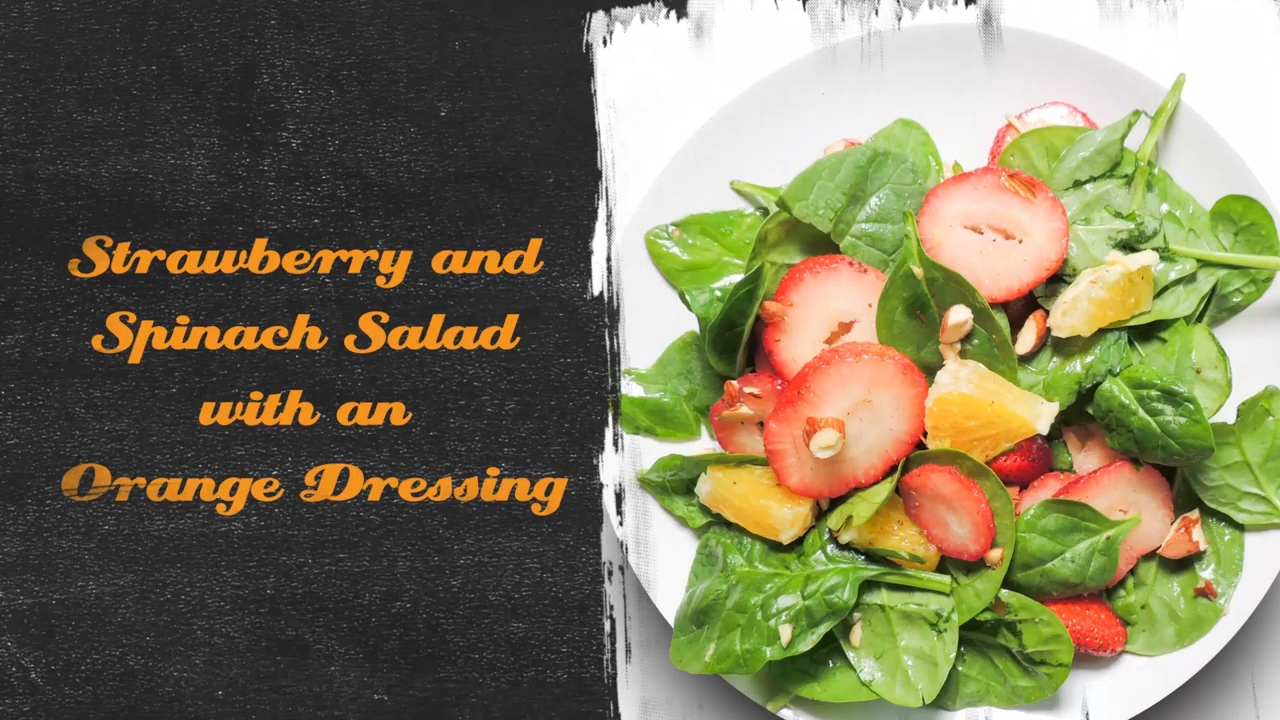 Strawberry and
Spinach Salad
with an
Orange Dressing